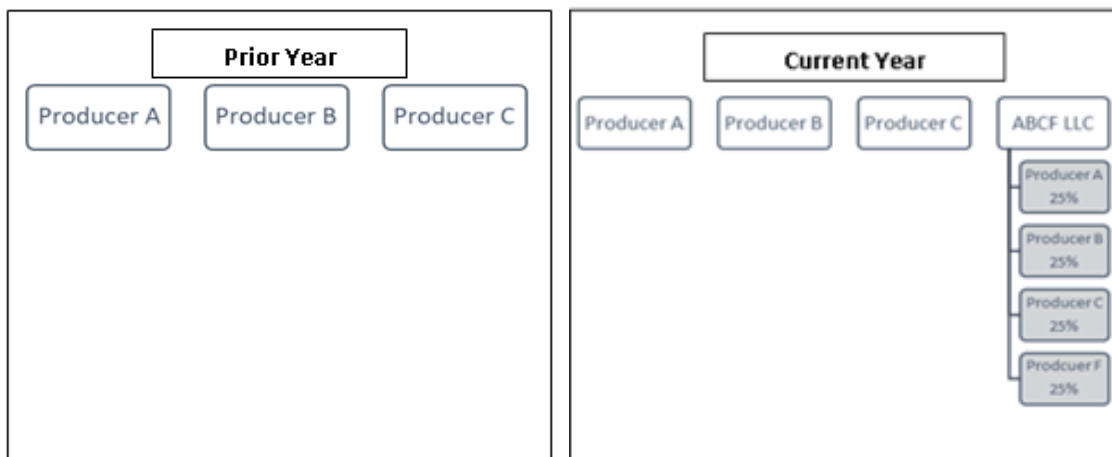 Prior Year
Producer A
Producer B
Producer C
Current Year
Producer A
Producer B
Producer C
ABCF LLC
Producer A
25%
Producer B
25%
Producer C
25%
Prodcuer F
25%